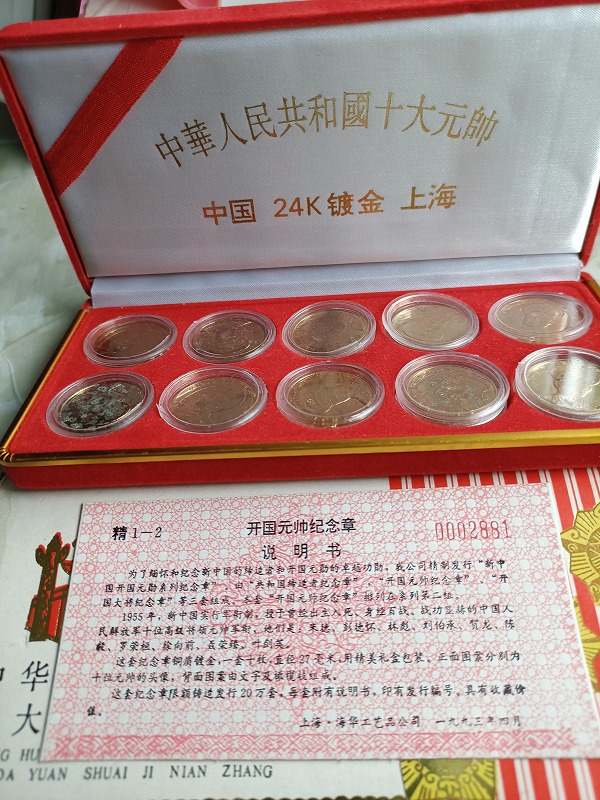 中華人民共和國十大元帥
中国 24K 镀金 上海
精1-2
开国元帅纪念章
0002881
说明书
为了缅怀和纪念新中国的缔造者和开国元勋的卓越功勋，我公司精制发行“新中
国开国元勋系列纪念章”，由“共和国缔造者纪念章”、“开国元帅纪念章”、“开
国大将纪念章”等三套组成，本套“开国元帅纪念章”排列在系列第二位。
1955年，新中国实行军衔制，授于曾经出生入死、身经百战、战功显赫的中国人
民解放军十位高级将领元帅军衔，他们是：朱德、彭德怀、林彪、刘伯承、贺龙、陈
毅、罗荣桓、徐向前、聂荣臻、叶剑英。
这套纪念章铜质镀金，一套十枚，直径27毫米，用精美礼盒包装。正面图案分别为
十位元帅的头像，背面图案由文字及橄榄枝组成。
这套纪念章限额铸造发行20万套，每套附有说明书，印有发行编号，具有收藏价
值。
上海·海华工艺品公司 一九九三年四月
中华
大
NG HU
DA YUAN SHUAI JI NIAN ZHANG